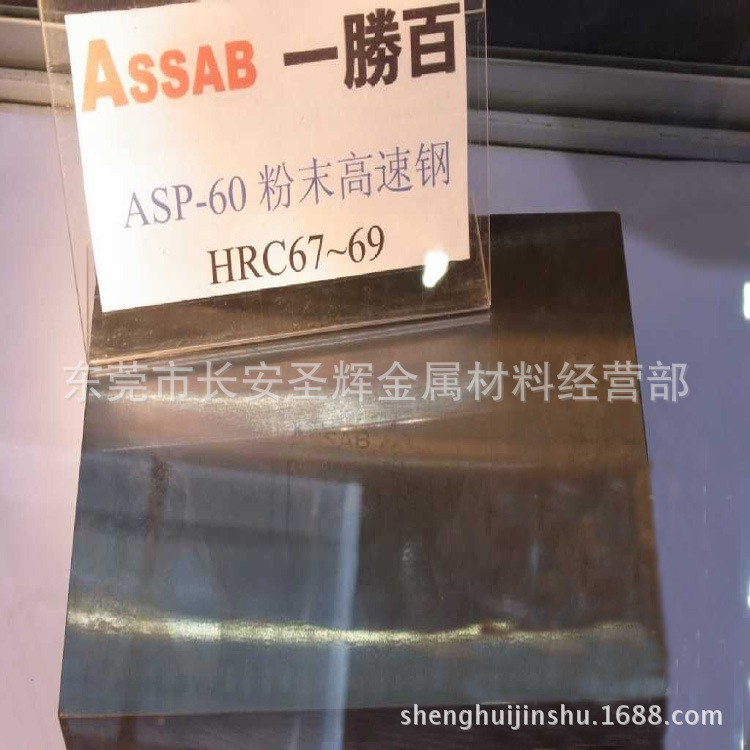 ASSAB 一勝百
ASP-60 粉末高速钢
HRC67~69
东莞市长安圣辉金属材料经营部
ASSAB
shenghuijinshu.1688.com